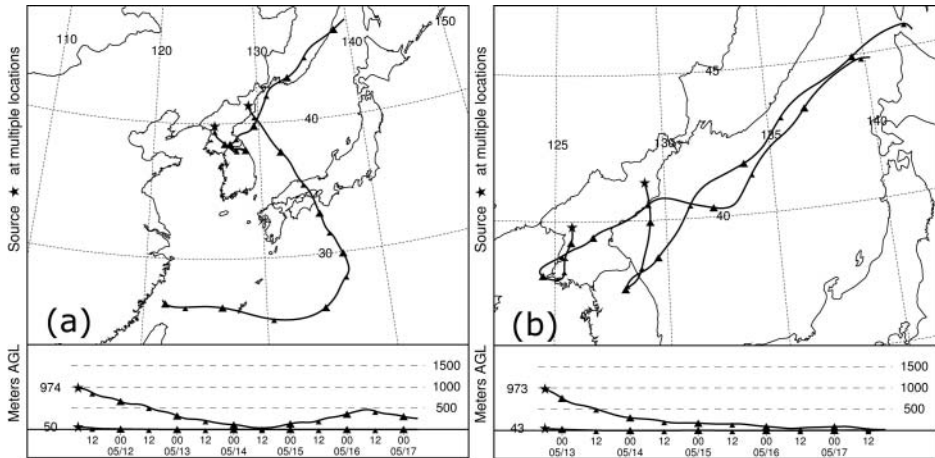 110
120
130
140
150
40
30
Source ★ at multiple locations
(a)
Meters AGL
1500
1000
500
974
50
12 00 12 00 12 00 12 00 12 00 12 00
05/12 05/13 05/14 05/15 05/16 05/17
125
130
135
140
45
40
Source ★ at multiple locations
(b)
Meters AGL
1500
1000
500
973
43
00 12 00 12 00 12 00 12 00 12
05/13 05/14 05/15 05/16 05/17